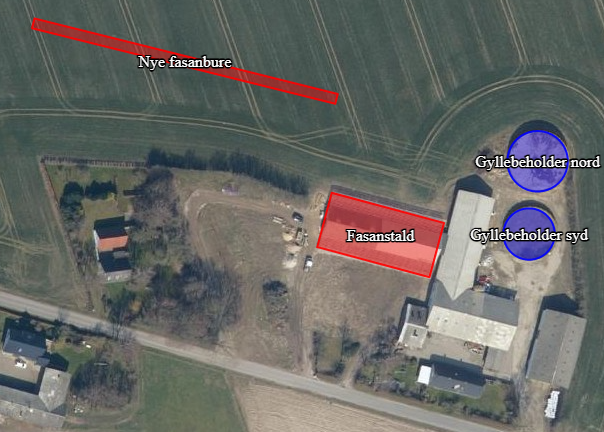 Nye fasanbure
Gyllebeholder nord
Fasanstald
Gyllebeholder syd